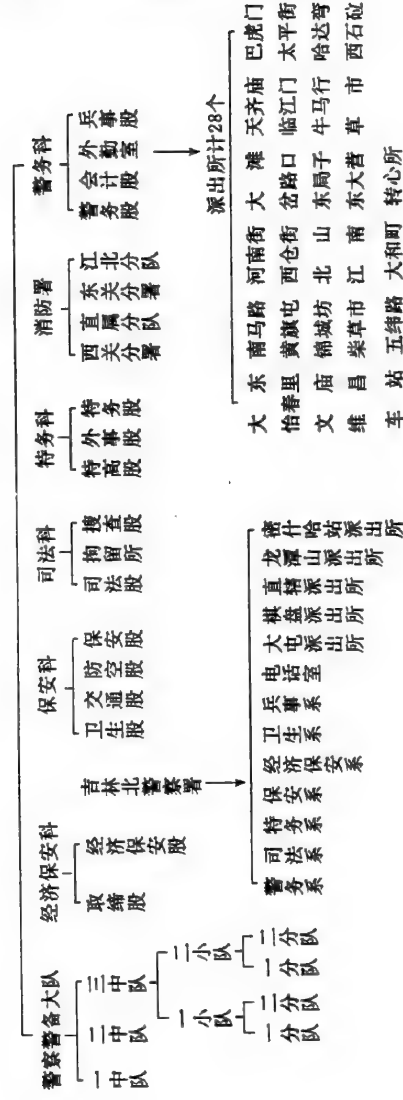 警察警备大队
一中队
二中队
三中队
一小队
二小队
一分队
二分队
一分队
二分队
经济保安科
取缔股
经济保安股
吉林北警察署
警务系
司法系
特务系
保安系
经济保安系
卫生系
兵事系
电话室
大屯派出所
棋盘派出所
直辖派出所
龙潭山派出所
密什哈站派出所
保安科
卫生股
交通股
防空股
保安股
司法科
司法股
拘留所
搜查股
特务科
特高股
外事股
特务股
消防署
西关分署
直属分队
东关分署
江北分队
警务科
警务股
会计股
外勤室
兵事股
派出所计28个
大东 南马路 河南街 大滩 天齐庙 巴虎门
怡春里 黄旗屯 西仓街 岔路口 临江门 太平街
文庙 锦城坊 北山 东局子 牛马行 哈达弯
维昌 柴草市 江南 东大营 草市 西石砬
车站 五纬路 大和町 转心所